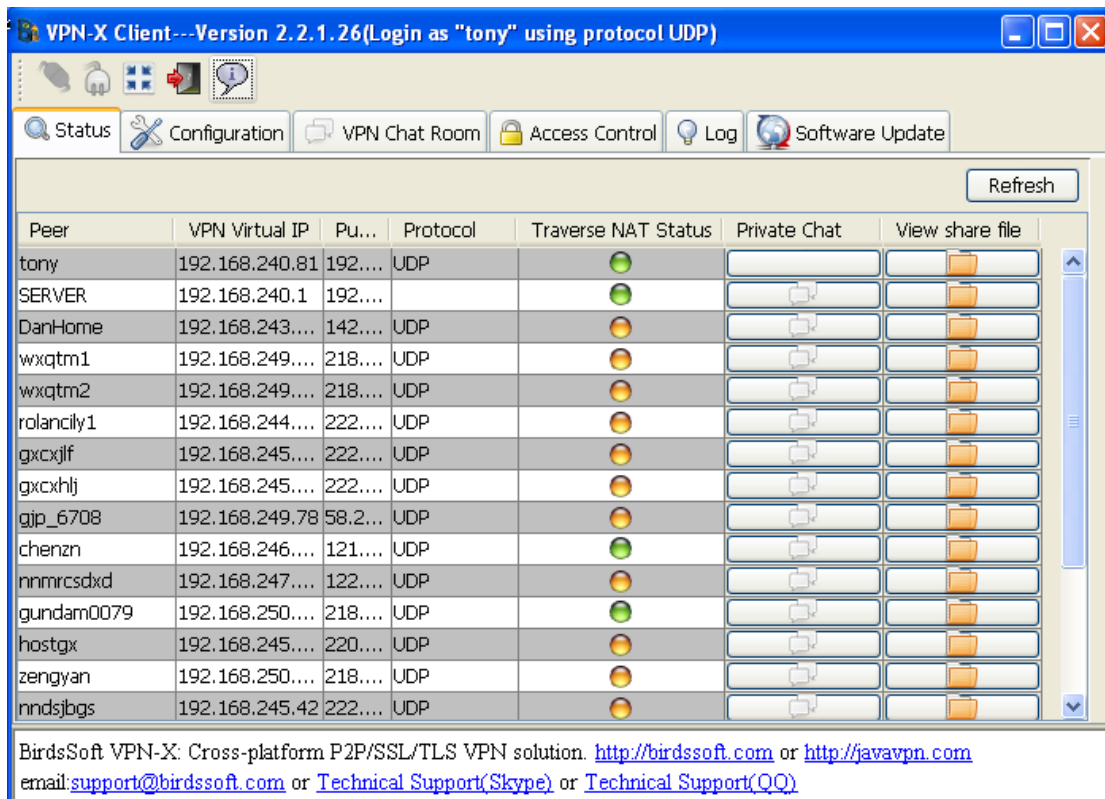 VPN-X Client---Version 2.2.1.26(Login as "tony" using protocol UDP)
Status Configuration VPN Chat Room Access Control Log Software Update
Refresh
Peer VPN Virtual IP Pu... Protocol Traverse NAT Status Private Chat View share file
tony 192.168.240.81 192.... UDP
SERVER 192.168.240.1 192....
DanHome 192.168.243.... 142.... UDP
wxqtm1 192.168.249.... 218.... UDP
wxqtm2 192.168.249.... 218.... UDP
rolancily1 192.168.244.... 222.... UDP
gxcxjlf 192.168.245.... 222.... UDP
gxcxhlj 192.168.245.... 222.... UDP
gjp_6708 192.168.249.78 58.2... UDP
chenzn 192.168.246.... 121.... UDP
nnmrcsdxd 192.168.247.... 122.... UDP
gundam0079 192.168.250.... 218.... UDP
hostgx 192.168.245.... 220.... UDP
zengyan 192.168.250.... 218.... UDP
nndsjbgs 192.168.245.42 222.... UDP
BirdsSoft VPN-X: Cross-platform P2P/SSL/TLS VPN solution. http://birdssoft.com or http://javavpn.com
email:support@birdssoft.com or Technical Support(Skype) or Technical Support(QQ)